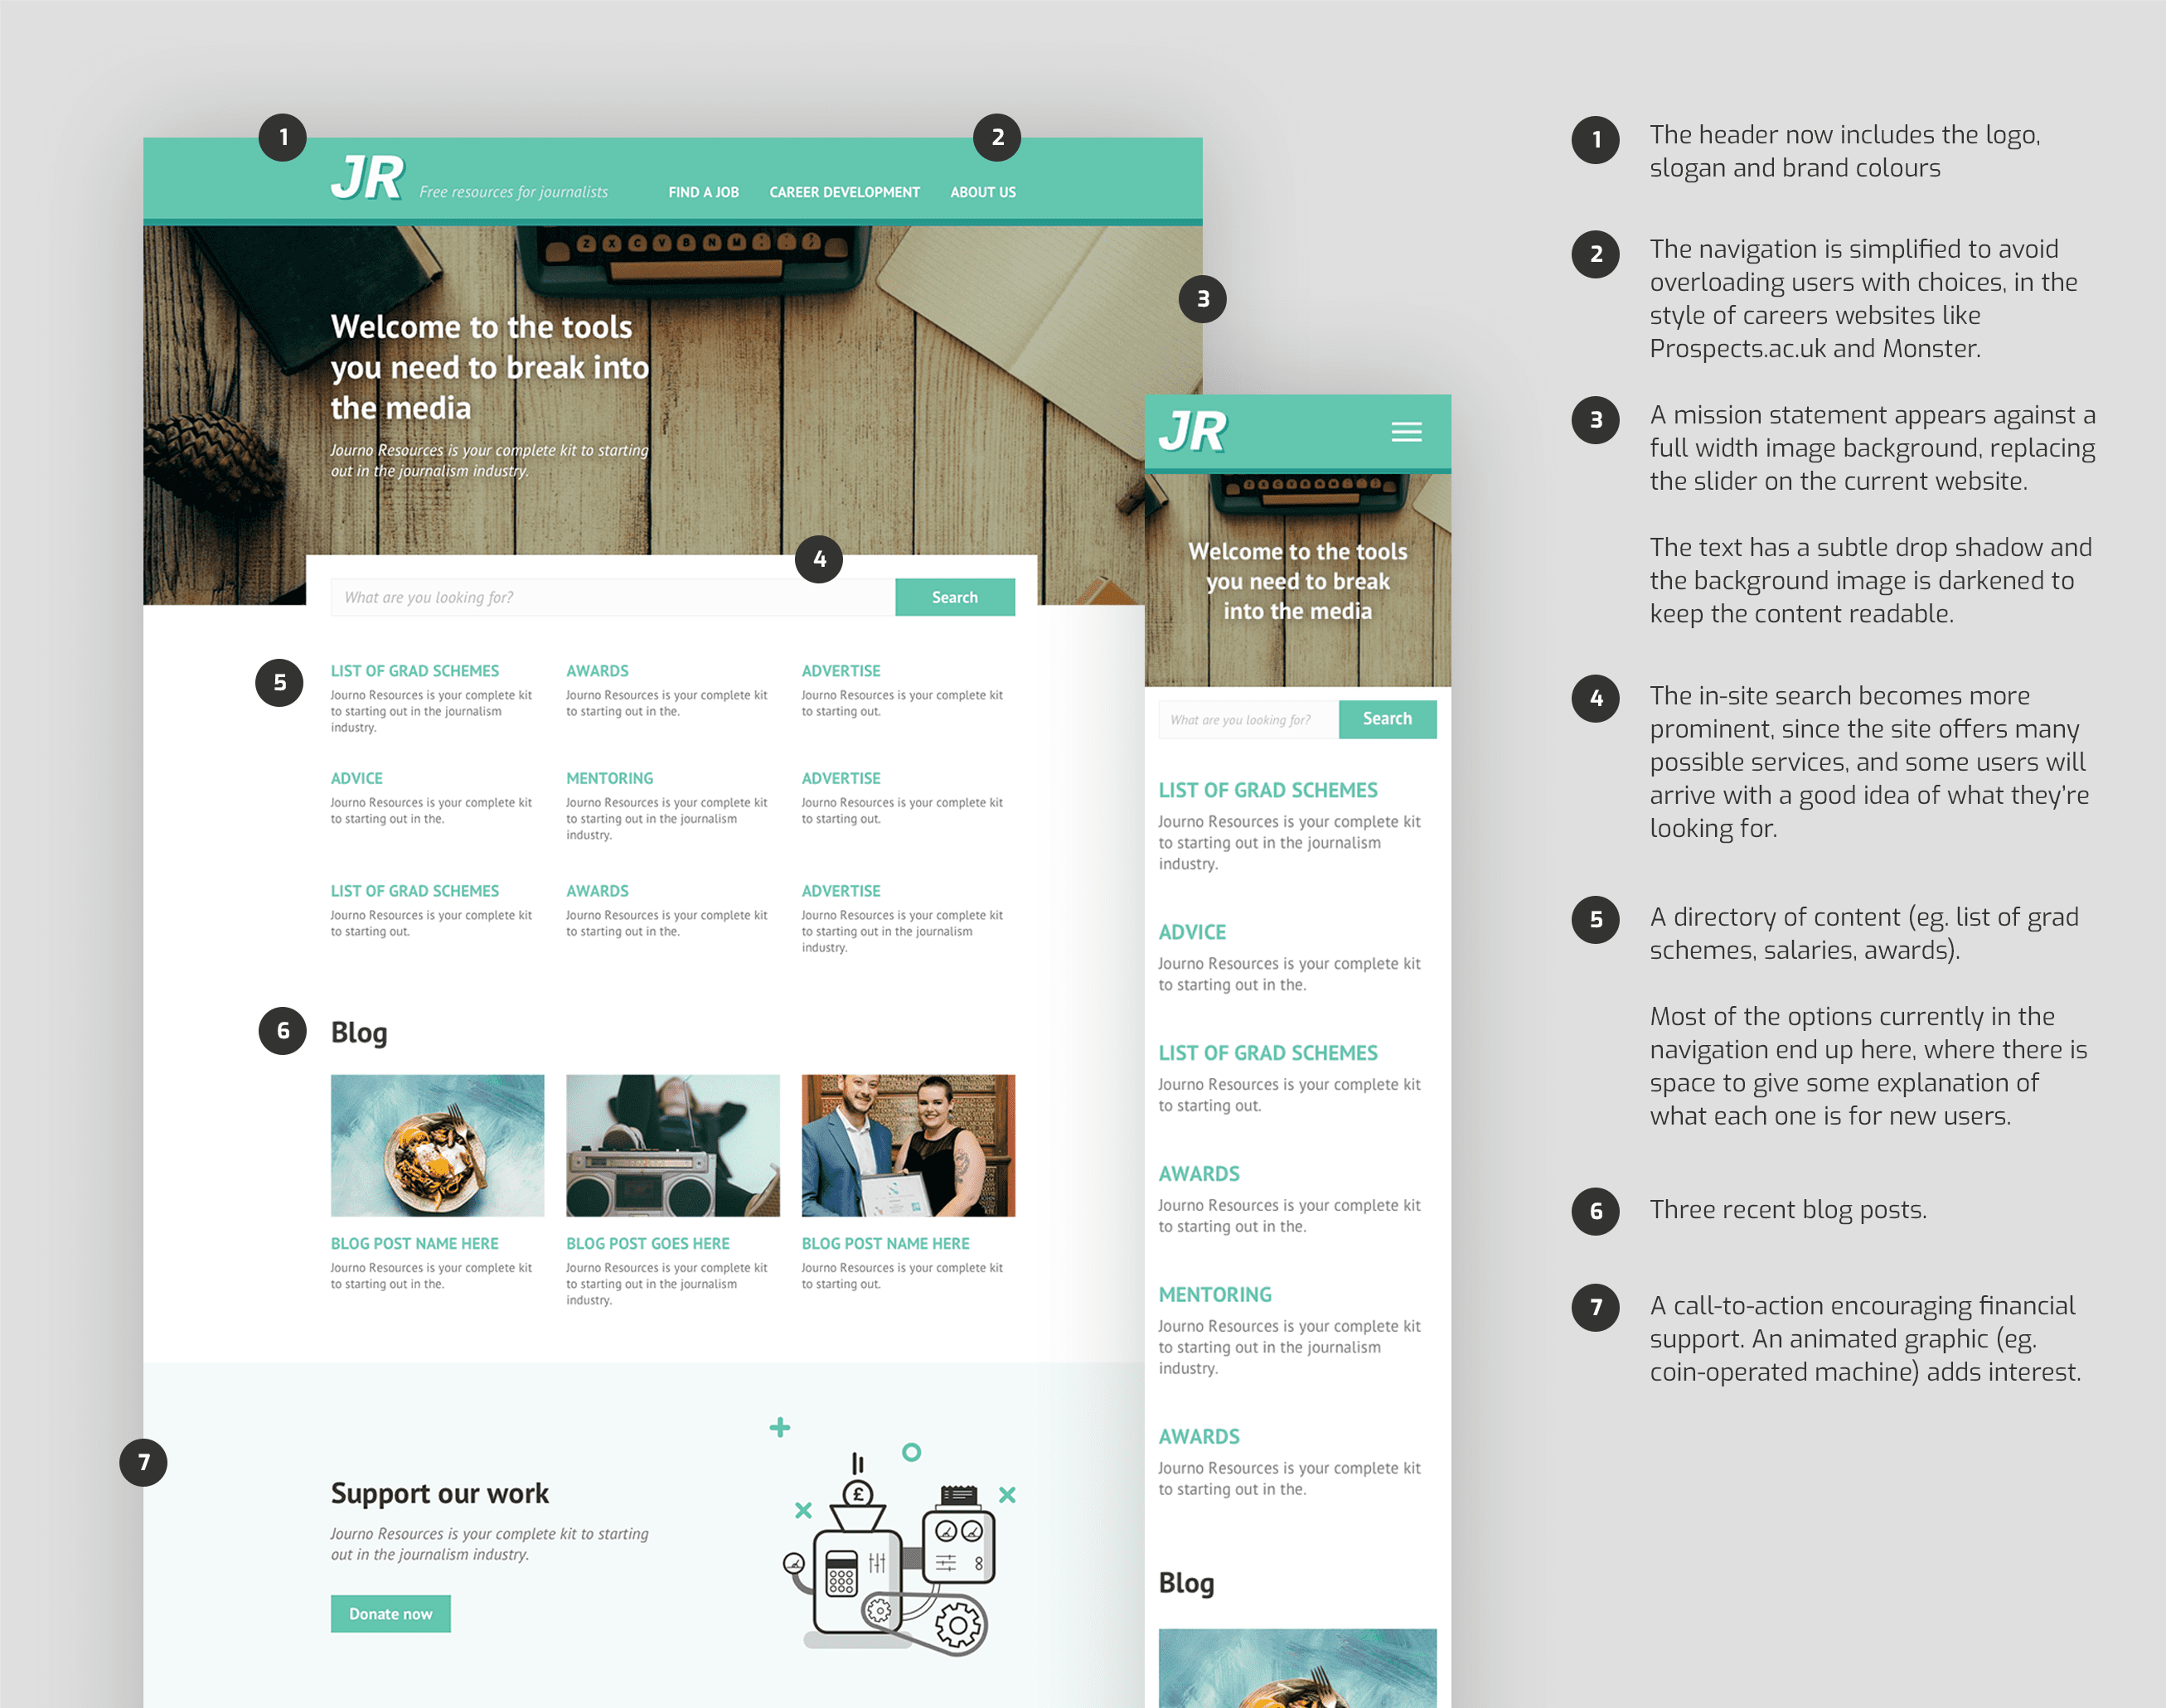 1
2
JR
Free resources for journalists
FIND A JOB
CAREER DEVELOPMENT
ABOUT US
Z X C V B N M
Welcome to the tools
you need to break into
the media
Journo Resources is your complete kit to starting
out in the journalism industry.
3
4
What are you looking for?
Search
5
LIST OF GRAD SCHEMES
Journo Resources is your complete kit
to starting out in the journalism
industry.
AWARDS
Journo Resources is your complete kit
to starting out in the.
ADVERTISE
Journo Resources is your complete kit
to starting out.
ADVICE
Journo Resources is your complete kit
to starting out in the.
MENTORING
Journo Resources is your complete kit
to starting out in the journalism
industry.
ADVERTISE
Journo Resources is your complete kit
to starting out.
LIST OF GRAD SCHEMES
Journo Resources is your complete kit
to starting out.
AWARDS
Journo Resources is your complete kit
to starting out in the.
ADVERTISE
Journo Resources is your complete kit
to starting out in the journalism
industry.
6
Blog
BLOG POST NAME HERE
Journo Resources is your complete kit
to starting out in the.
BLOG POST GOES HERE
Journo Resources is your complete kit
to starting out in the journalism
industry.
BLOG POST NAME HERE
Journo Resources is your complete kit
to starting out.
7
Support our work
Journo Resources is your complete kit to starting
out in the journalism industry.
Donate now
£
JR
Welcome to the tools
you need to break
into the media
What are you looking for?
Search
LIST OF GRAD SCHEMES
Journo Resources is your complete kit
to starting out in the journalism
industry.
ADVICE
Journo Resources is your complete kit
to starting out in the.
LIST OF GRAD SCHEMES
Journo Resources is your complete kit
to starting out.
AWARDS
Journo Resources is your complete kit
to starting out in the.
MENTORING
Journo Resources is your complete kit
to starting out in the journalism
industry.
AWARDS
Journo Resources is your complete kit
to starting out in the.
Blog
1
The header now includes the logo,
slogan and brand colours
2
The navigation is simplified to avoid
overloading users with choices, in the
style of careers websites like
Prospects.ac.uk and Monster.
3
A mission statement appears against a
full width image background, replacing
the slider on the current website.
The text has a subtle drop shadow and
the background image is darkened to
keep the content readable.
4
The in-site search becomes more
prominent, since the site offers many
possible services, and some users will
arrive with a good idea of what they're
looking for.
5
A directory of content (eg. list of grad
schemes, salaries, awards).
Most of the options currently in the
navigation end up here, where there is
space to give some explanation of
what each one is for new users.
6
Three recent blog posts.
7
A call-to-action encouraging financial
support. An animated graphic (eg.
coin-operated machine) adds interest.